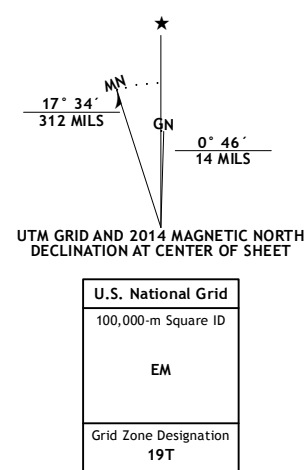 ★
MN
GN
17° 34´
312 MILS
0° 46´
14 MILS
UTM GRID AND 2014 MAGNETIC NORTH
DECLINATION AT CENTER OF SHEET
U.S. National Grid
100,000-m Square ID
EM
Grid Zone Designation
19T